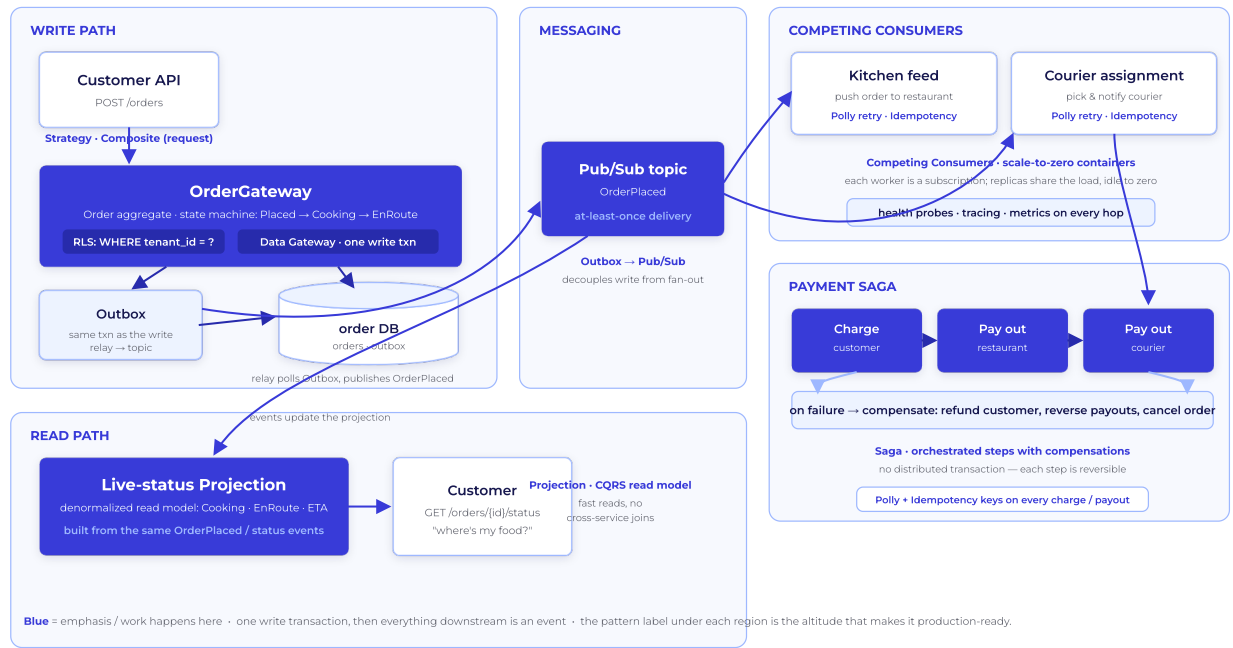 WRITE PATH
Customer API
POST /orders
Strategy · Composite (request)
OrderGateway
Order aggregate · state machine: Placed → Cooking → EnRoute
RLS: WHERE tenant_id = ?
Data Gateway · one write txn
Outbox
same txn as the write
relay → topic
order DB
orders · outbox
relay polls Outbox, publishes OrderPlaced
MESSAGING
Pub/Sub topic
OrderPlaced
at-least-once delivery
Outbox → Pub/Sub
decouples write from fan-out
COMPETING CONSUMERS
Kitchen feed
push order to restaurant
Polly retry · Idempotency
Courier assignment
pick & notify courier
Polly retry · Idempotency
Competing Consumers · scale-to-zero containers
each worker is a subscription; replicas share the load, idle to zero
health probes · tracing · metrics on every hop
PAYMENT SAGA
Charge
customer
Pay out
restaurant
Pay out
courier
on failure → compensate: refund customer, reverse payouts, cancel order
Saga · orchestrated steps with compensations
no distributed transaction — each step is reversible
Polly + Idempotency keys on every charge / payout
events update the projection
READ PATH
Live-status Projection
denormalized read model: Cooking · EnRoute · ETA
built from the same OrderPlaced / status events
Customer
GET /orders/{id}/status
"where's my food?"
Projection · CQRS read model
fast reads, no
cross-service joins
Blue = emphasis / work happens here · one write transaction, then everything downstream is an event · the pattern label under each region is the altitude that makes it production-ready.